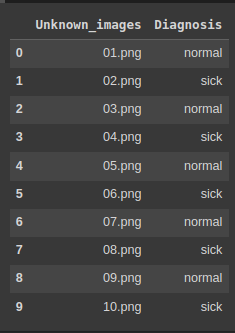 Unknown_images Diagnosis
0 01.png normal
1 02.png sick
2 03.png normal
3 04.png sick
4 05.png normal
5 06.png sick
6 07.png normal
7 08.png sick
8 09.png normal
9 10.png sick